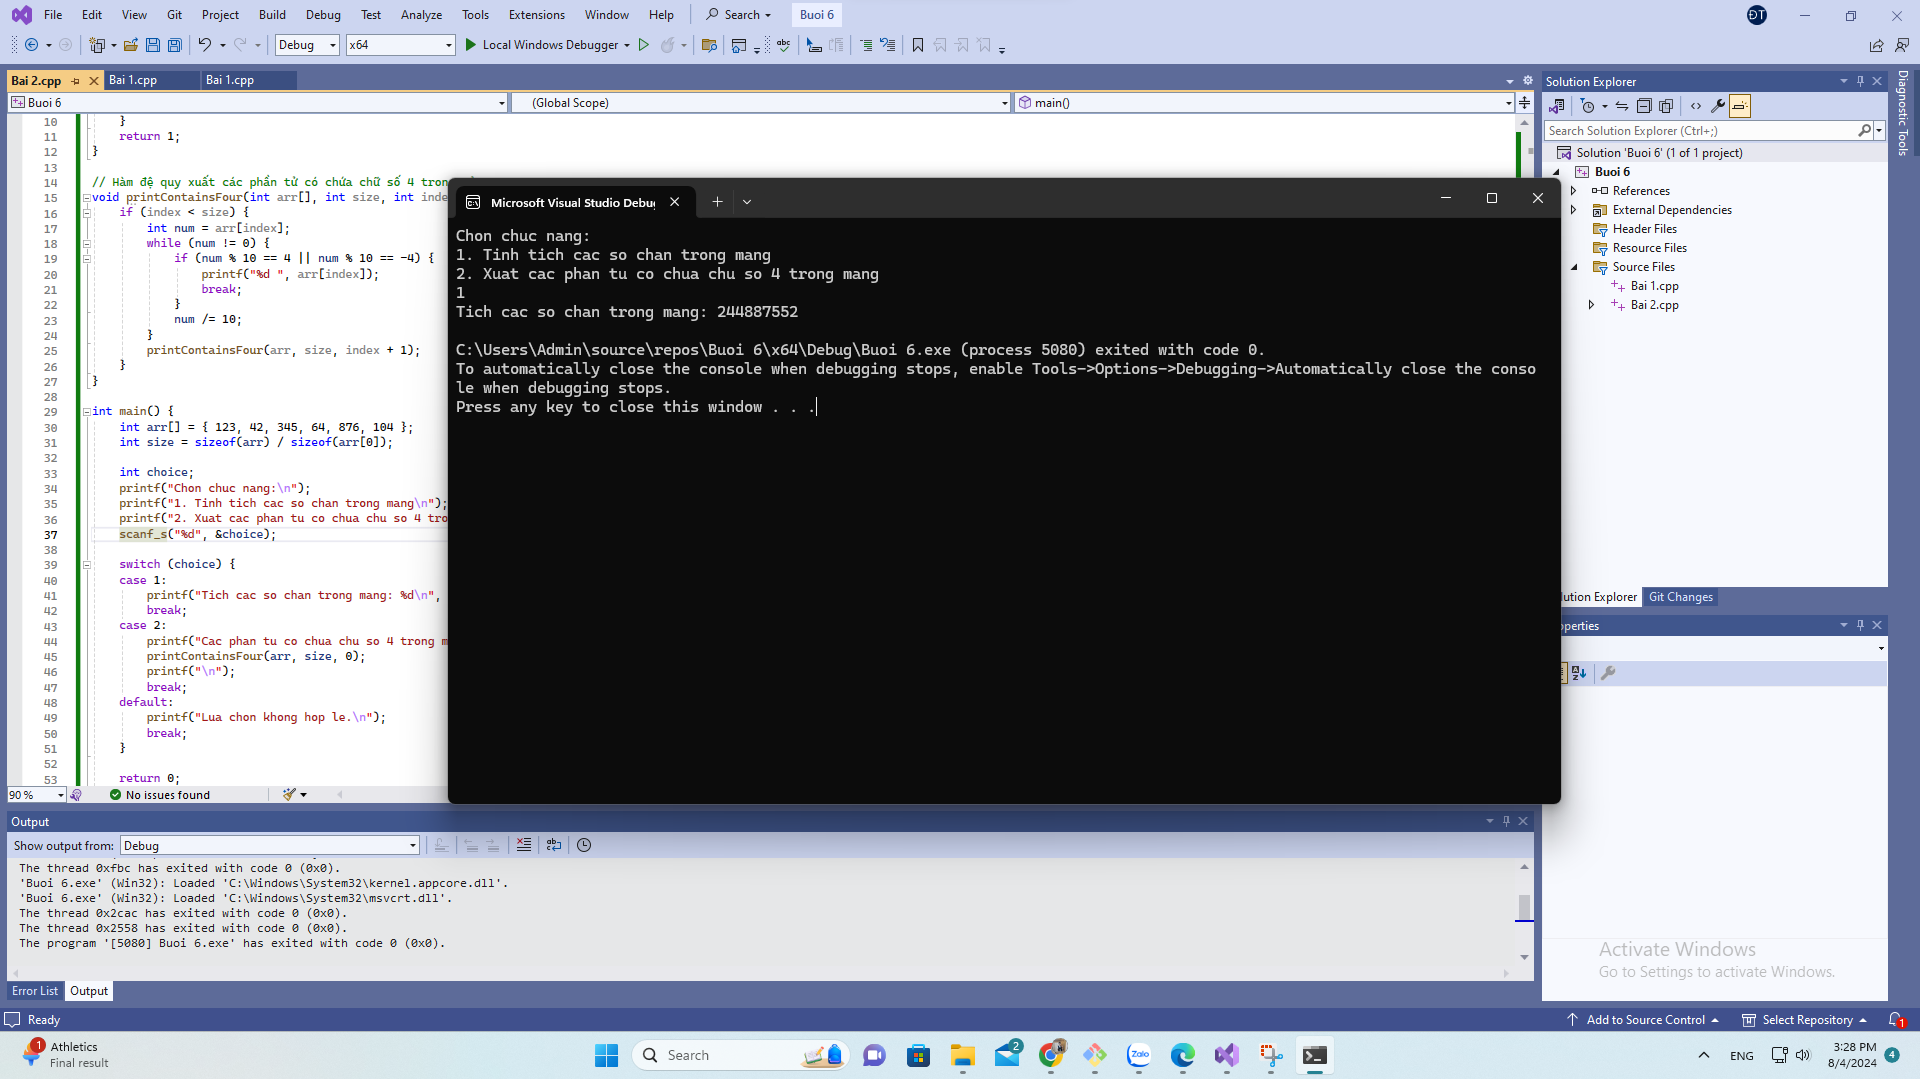 File Edit View Git Project Build Debug Test Analyze Tools Extensions Window Help Search Buoi 6 ĐT
Debug x64 Local Windows Debugger
Bai 2.cpp Bai 1.cpp Bai 1.cpp
Buoi 6 (Global Scope) main()
10 }
11 return 1;
12 }
13
14 // Hàm đệ quy xuất các phần tử có chứa chữ số 4 tron
15 void printContainsFour(int arr[], int size, int inde
16 if (index < size) {
17 int num = arr[index];
18 while (num != 0) {
19 if (num % 10 == 4 || num % 10 == -4) {
20 printf("%d ", arr[index]);
21 break;
22 }
23 num /= 10;
24 }
25 printContainsFour(arr, size, index + 1);
26 }
27 }
28
29 int main() {
30 int arr[] = { 123, 42, 345, 64, 876, 104 };
31 int size = sizeof(arr) / sizeof(arr[0]);
32
33 int choice;
34 printf("Chon chuc nang:\n");
35 printf("1. Tinh tich cac so chan trong mang\n");
36 printf("2. Xuat cac phan tu co chua chu so 4 tro
37 scanf_s("%d", &choice);
38
39 switch (choice) {
40 case 1:
41 printf("Tich cac so chan trong mang: %d\n",
42 break;
43 case 2:
44 printf("Cac phan tu co chua chu so 4 trong m
45 printContainsFour(arr, size, 0);
46 printf("\n");
47 break;
48 default:
49 printf("Lua chon khong hop le.\n");
50 break;
51 }
52
53 return 0;
90 % No issues found
Microsoft Visual Studio Debug
Chon chuc nang:
1. Tinh tich cac so chan trong mang
2. Xuat cac phan tu co chua chu so 4 trong mang
1
Tich cac so chan trong mang: 244887552
C:\Users\Admin\source\repos\Buoi 6\x64\Debug\Buoi 6.exe (process 5080) exited with code 0.
To automatically close the console when debugging stops, enable Tools->Options->Debugging->Automatically close the conso
le when debugging stops.
Press any key to close this window . . .
Solution Explorer
Search Solution Explorer (Ctrl+;)
Solution 'Buoi 6' (1 of 1 project)
Buoi 6
References
External Dependencies
Header Files
Resource Files
Source Files
Bai 1.cpp
Bai 2.cpp
Diagnostic Tools
lution Explorer Git Changes
operties
Output
Show output from: Debug
The thread 0xfbc has exited with code 0 (0x0).
'Buoi 6.exe' (Win32): Loaded 'C:\Windows\System32\kernel.appcore.dll'.
'Buoi 6.exe' (Win32): Loaded 'C:\Windows\System32\msvcrt.dll'.
The thread 0x2cac has exited with code 0 (0x0).
The thread 0x2558 has exited with code 0 (0x0).
The program '[5080] Buoi 6.exe' has exited with code 0 (0x0).
Error List Output
Activate Windows
Go to Settings to activate Windows.
Ready Add to Source Control Select Repository 1
1 Athletics
Final result
Search 2 Zalo ENG 3:28 PM
8/4/2024 4